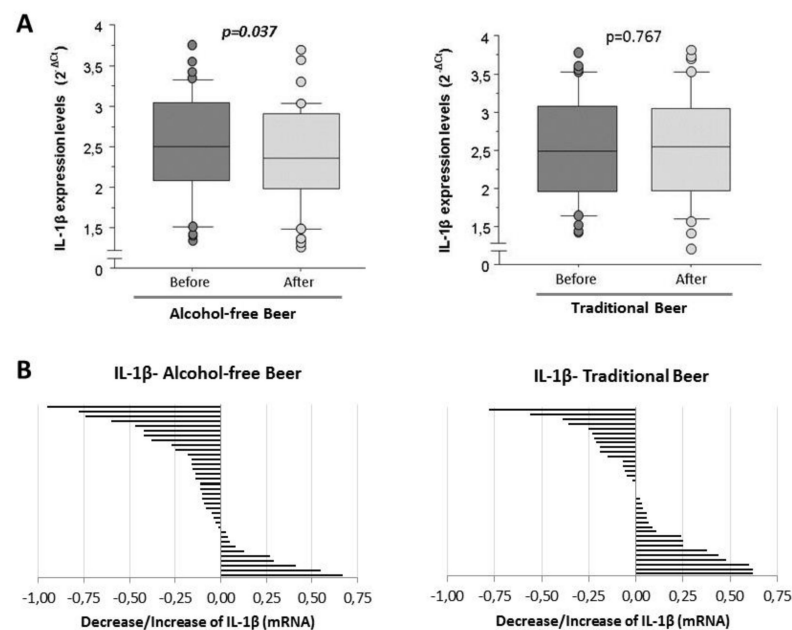 A
p=0.037
IL-1β expression levels (2^-ΔCt)
4
3,5
3
2,5
2
1,5
0
Before
After
Alcohol-free Beer
p=0.767
IL-1β expression levels (2^-ΔCt)
4
3,5
3
2,5
2
1,5
0
Before
After
Traditional Beer
B
IL-1β- Alcohol-free Beer
-1,00 -0,75 -0,50 -0,25 0,00 0,25 0,50 0,75
Decrease/Increase of IL-1β (mRNA)
IL-1β- Traditional Beer
-1,00 -0,75 -0,50 -0,25 0,00 0,25 0,50 0,75
Decrease/Increase of IL-1β (mRNA)